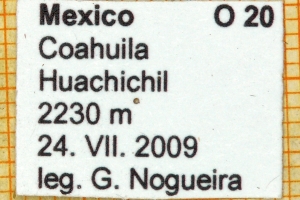 Mexico O 20
Coahuila
Huachichil
2230 m
24. VII. 2009
leg. G. Nogueira